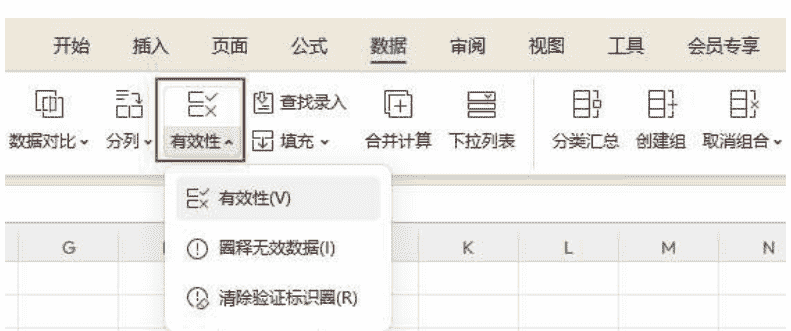 开始 插入 页面 公式 数据 审阅 视图 工具 会员专享
查找录入
数据对比 分列 有效性 填充 合并计算 下拉列表 分类汇总 创建组 取消组合
有效性(V)
G K L M N
圈释无效数据(I)
清除验证标识圈(R)